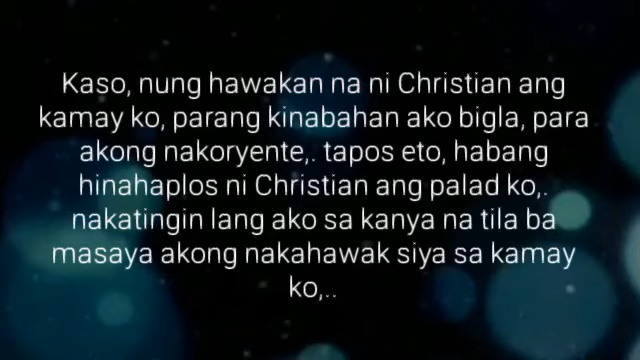 Kaso, nung hawakan na ni Christian ang
kamay ko, parang kinabahan ako bigla, para
akong nakoryente,. tapos eto, habang
hinahaplos ni Christian ang palad ko,.
nakatingin lang ako sa kanya na tila ba
masaya akong nakahawak siya sa kamay
ko,..